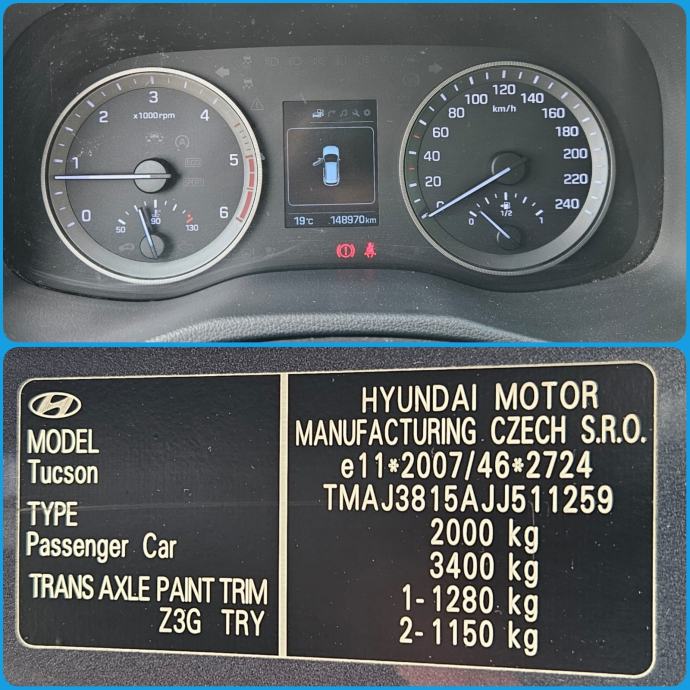 x1000rpm
0
1
2
3
4
5
6
50
90
130
19°C 148970 km
km/h
0
20
40
60
80
100
120
140
160
180
200
220
240
0
1/2
1
MODEL
Tucson
TYPE
Passenger Car
TRANS AXLE PAINT TRIM
Z3G TRY
HYUNDAI MOTOR
MANUFACTURING CZECH S.R.O.
e11*2007/46*2724
TMAJ3815AJJ511259
2000 kg
3400 kg
1-1280 kg
2-1150 kg